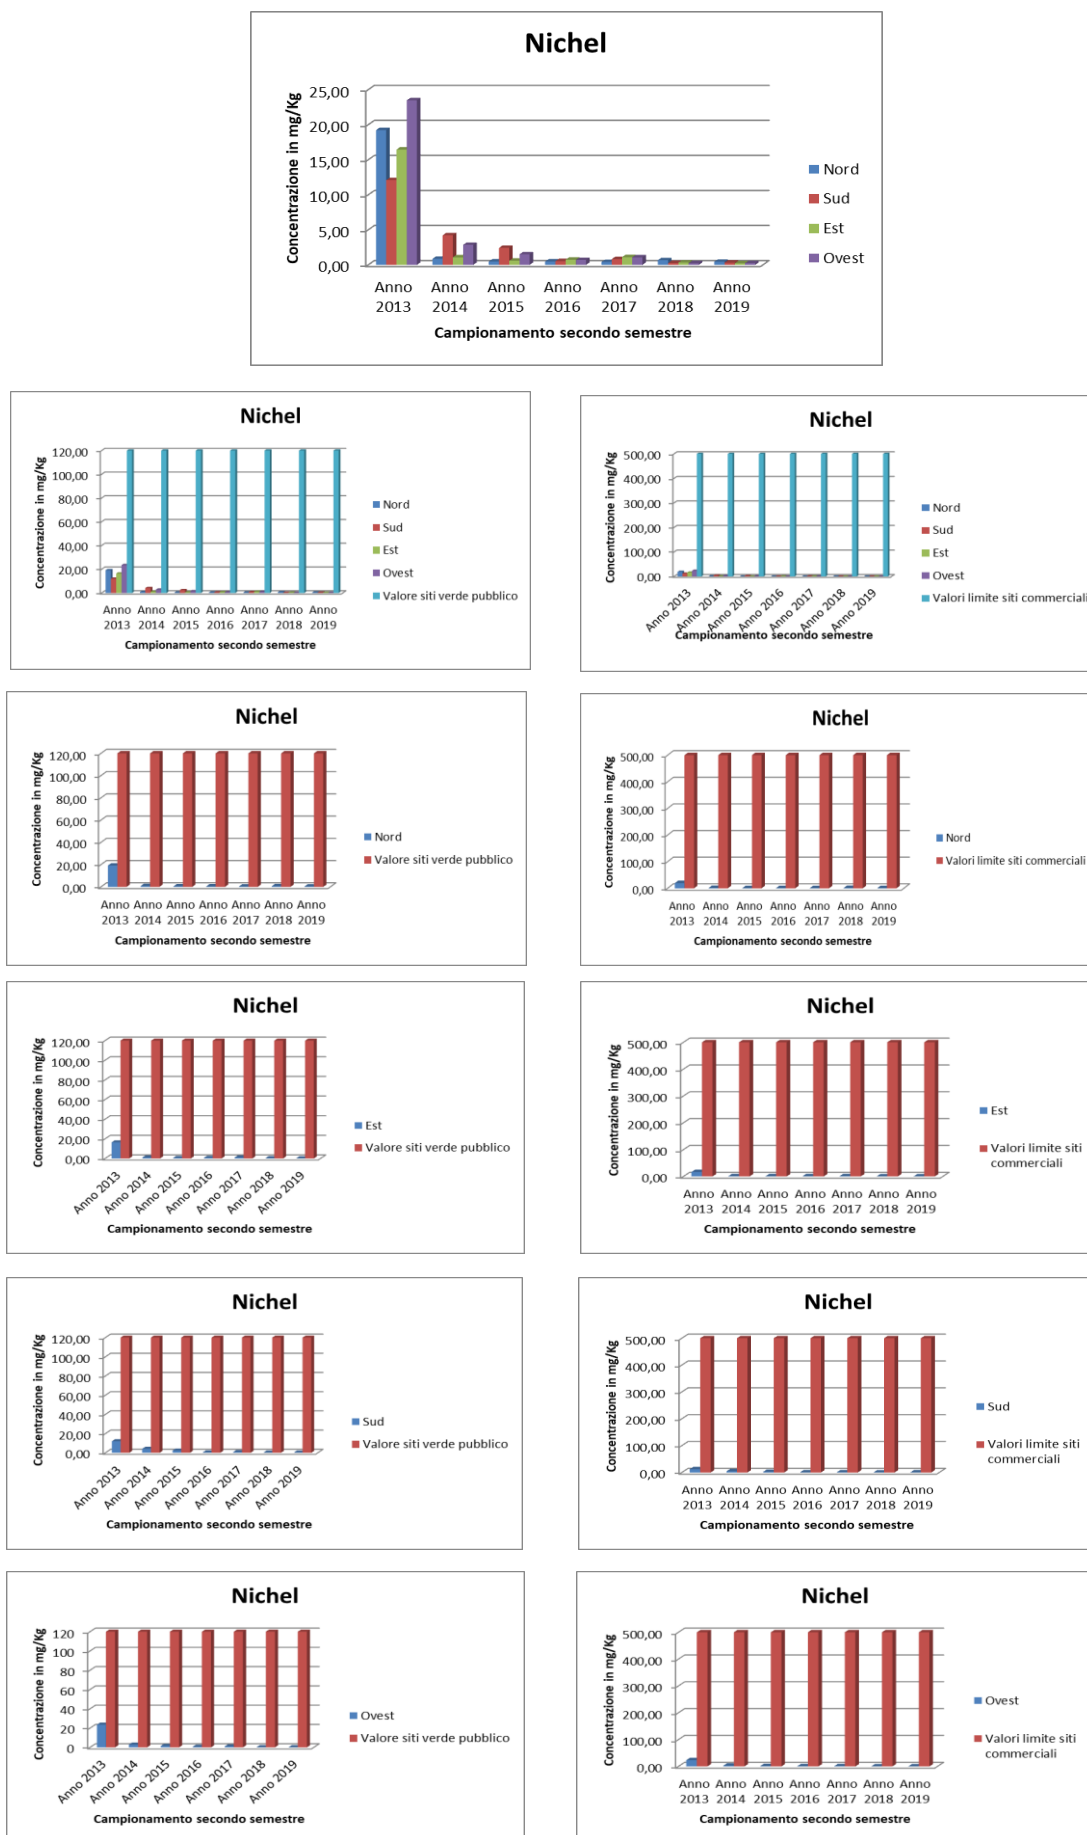 Nichel
Concentrazione in mg/Kg
25,00
20,00
15,00
10,00
5,00
0,00
Anno 2013
Anno 2014
Anno 2015
Anno 2016
Anno 2017
Anno 2018
Anno 2019
Campionamento secondo semestre
Nord
Sud
Est
Ovest
Nichel
Concentrazione in mg/Kg
120,00
100,00
80,00
60,00
40,00
20,00
0,00
Anno 2013
Anno 2014
Anno 2015
Anno 2016
Anno 2017
Anno 2018
Anno 2019
Campionamento secondo semestre
Nord
Sud
Est
Ovest
Valore siti verde pubblico
Nichel
Concentrazione in mg/Kg
500,00
400,00
300,00
200,00
100,00
0,00
Anno 2013
Anno 2014
Anno 2015
Anno 2016
Anno 2017
Anno 2018
Anno 2019
Campionamento secondo semestre
Nord
Sud
Est
Ovest
Valori limite siti commerciali
Nichel
Concentrazione in mg/Kg
120,00
100,00
80,00
60,00
40,00
20,00
0,00
Anno 2013
Anno 2014
Anno 2015
Anno 2016
Anno 2017
Anno 2018
Anno 2019
Campionamento secondo semestre
Nord
Valore siti verde pubblico
Nichel
Concentrazione in mg/Kg
500,00
400,00
300,00
200,00
100,00
0,00
Anno 2013
Anno 2014
Anno 2015
Anno 2016
Anno 2017
Anno 2018
Anno 2019
Campionamento secondo semestre
Nord
Valori limite siti commerciali
Nichel
Concentrazione in mg/Kg
120,00
100,00
80,00
60,00
40,00
20,00
0,00
Anno 2013
Anno 2014
Anno 2015
Anno 2016
Anno 2017
Anno 2018
Anno 2019
Campionamento secondo semestre
Est
Valore siti verde pubblico
Nichel
Concentrazione in mg/Kg
500,00
400,00
300,00
200,00
100,00
0,00
Anno 2013
Anno 2014
Anno 2015
Anno 2016
Anno 2017
Anno 2018
Anno 2019
Campionamento secondo semestre
Est
Valori limite siti
commerciali
Nichel
Concentrazione in mg/Kg
120,00
100,00
80,00
60,00
40,00
20,00
0,00
Anno 2013
Anno 2014
Anno 2015
Anno 2016
Anno 2017
Anno 2018
Anno 2019
Campionamento secondo semestre
Sud
Valore siti verde pubblico
Nichel
Concentrazione in mg/Kg
500,00
400,00
300,00
200,00
100,00
0,00
Anno 2013
Anno 2014
Anno 2015
Anno 2016
Anno 2017
Anno 2018
Anno 2019
Campionamento secondo semestre
Sud
Valori limite siti
commerciali
Nichel
Concentrazione in mg/Kg
120
100
80
60
40
20
0
Anno 2013
Anno 2014
Anno 2015
Anno 2016
Anno 2017
Anno 2018
Anno 2019
Campionamento secondo semestre
Ovest
Valore siti verde pubblico
Nichel
Concentrazione in mg/Kg
500,00
400,00
300,00
200,00
100,00
0,00
Anno 2013
Anno 2014
Anno 2015
Anno 2016
Anno 2017
Anno 2018
Anno 2019
Campionamento secondo semestre
Ovest
Valori limite siti
commerciali